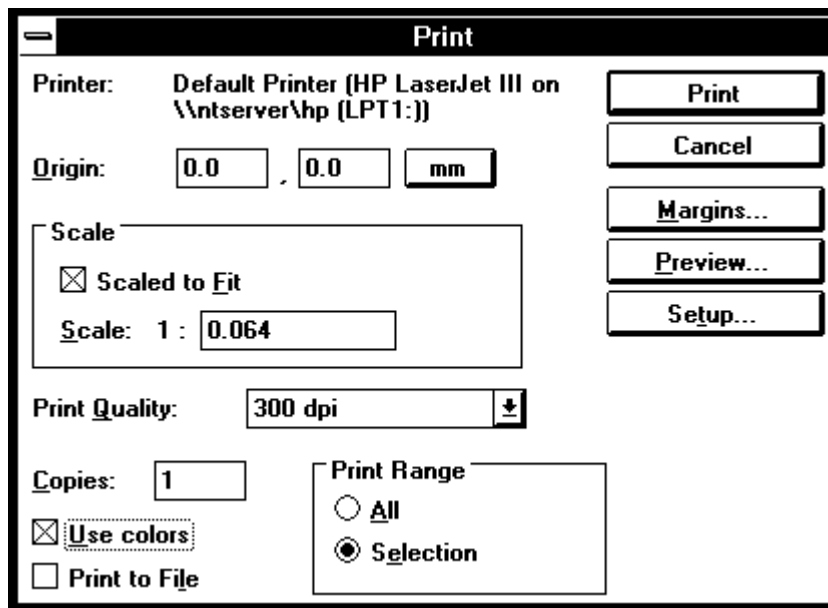 Print
Printer: Default Printer (HP LaserJet III on
\\ntserver\hp (LPT1:))
Print
Cancel
Origin: 0.0 , 0.0 mm
Margins...
Preview...
Setup...
Scale
Scaled to Fit
Scale: 1 : 0.064
Print Quality: 300 dpi
Copies: 1
Use colors
Print to File
Print Range
All
Selection